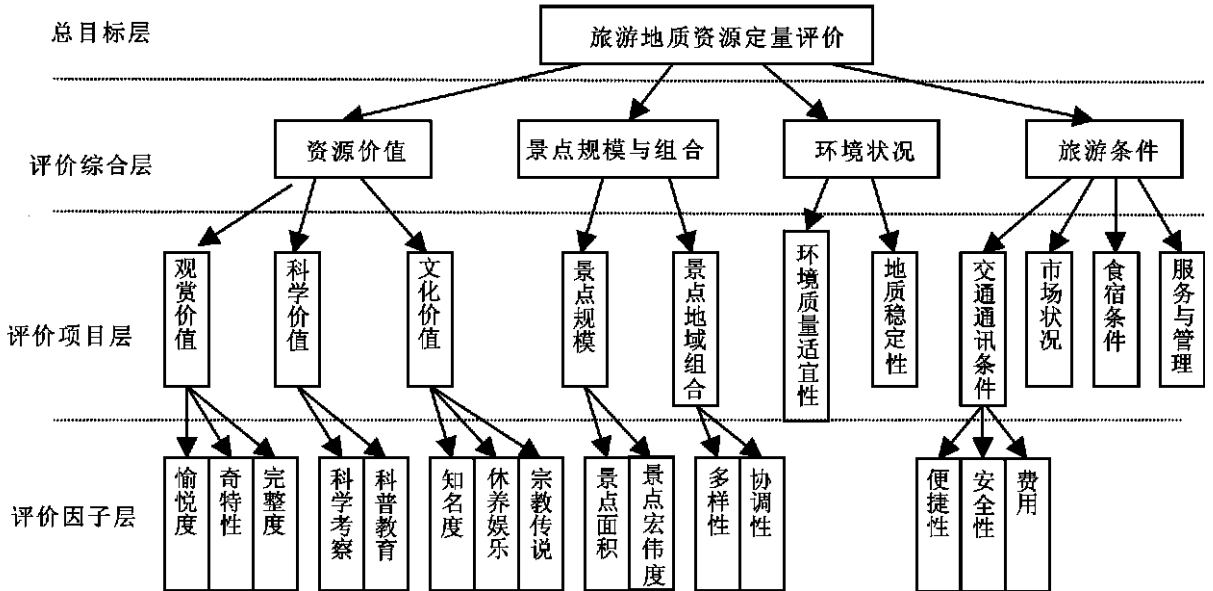 总目标层
旅游地质资源定量评价
评价综合层
资源价值
景点规模与组合
环境状况
旅游条件
评价项目层
观赏价值
科学价值
文化价值
景点规模
景点地域组合
环境质量适宜性
地质稳定性
交通通讯条件
市场状况
食宿条件
服务与管理
评价因子层
愉悦度
奇特性
完整度
科学考察
科普教育
知名度
休养娱乐
宗教传说
景点面积
景点宏伟度
多样性
协调性
便捷性
安全性
费用